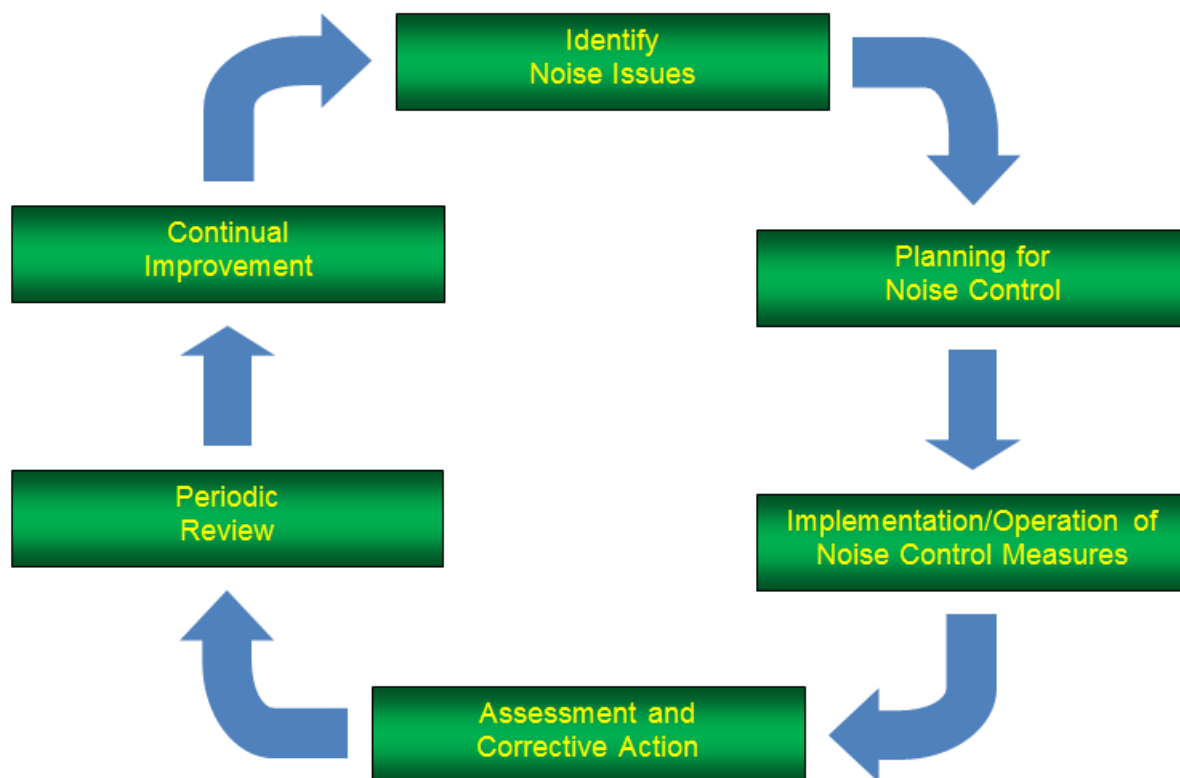 Identify
Noise Issues
Planning for
Noise Control
Implementation/Operation of
Noise Control Measures
Assessment and
Corrective Action
Periodic
Review
Continual
Improvement